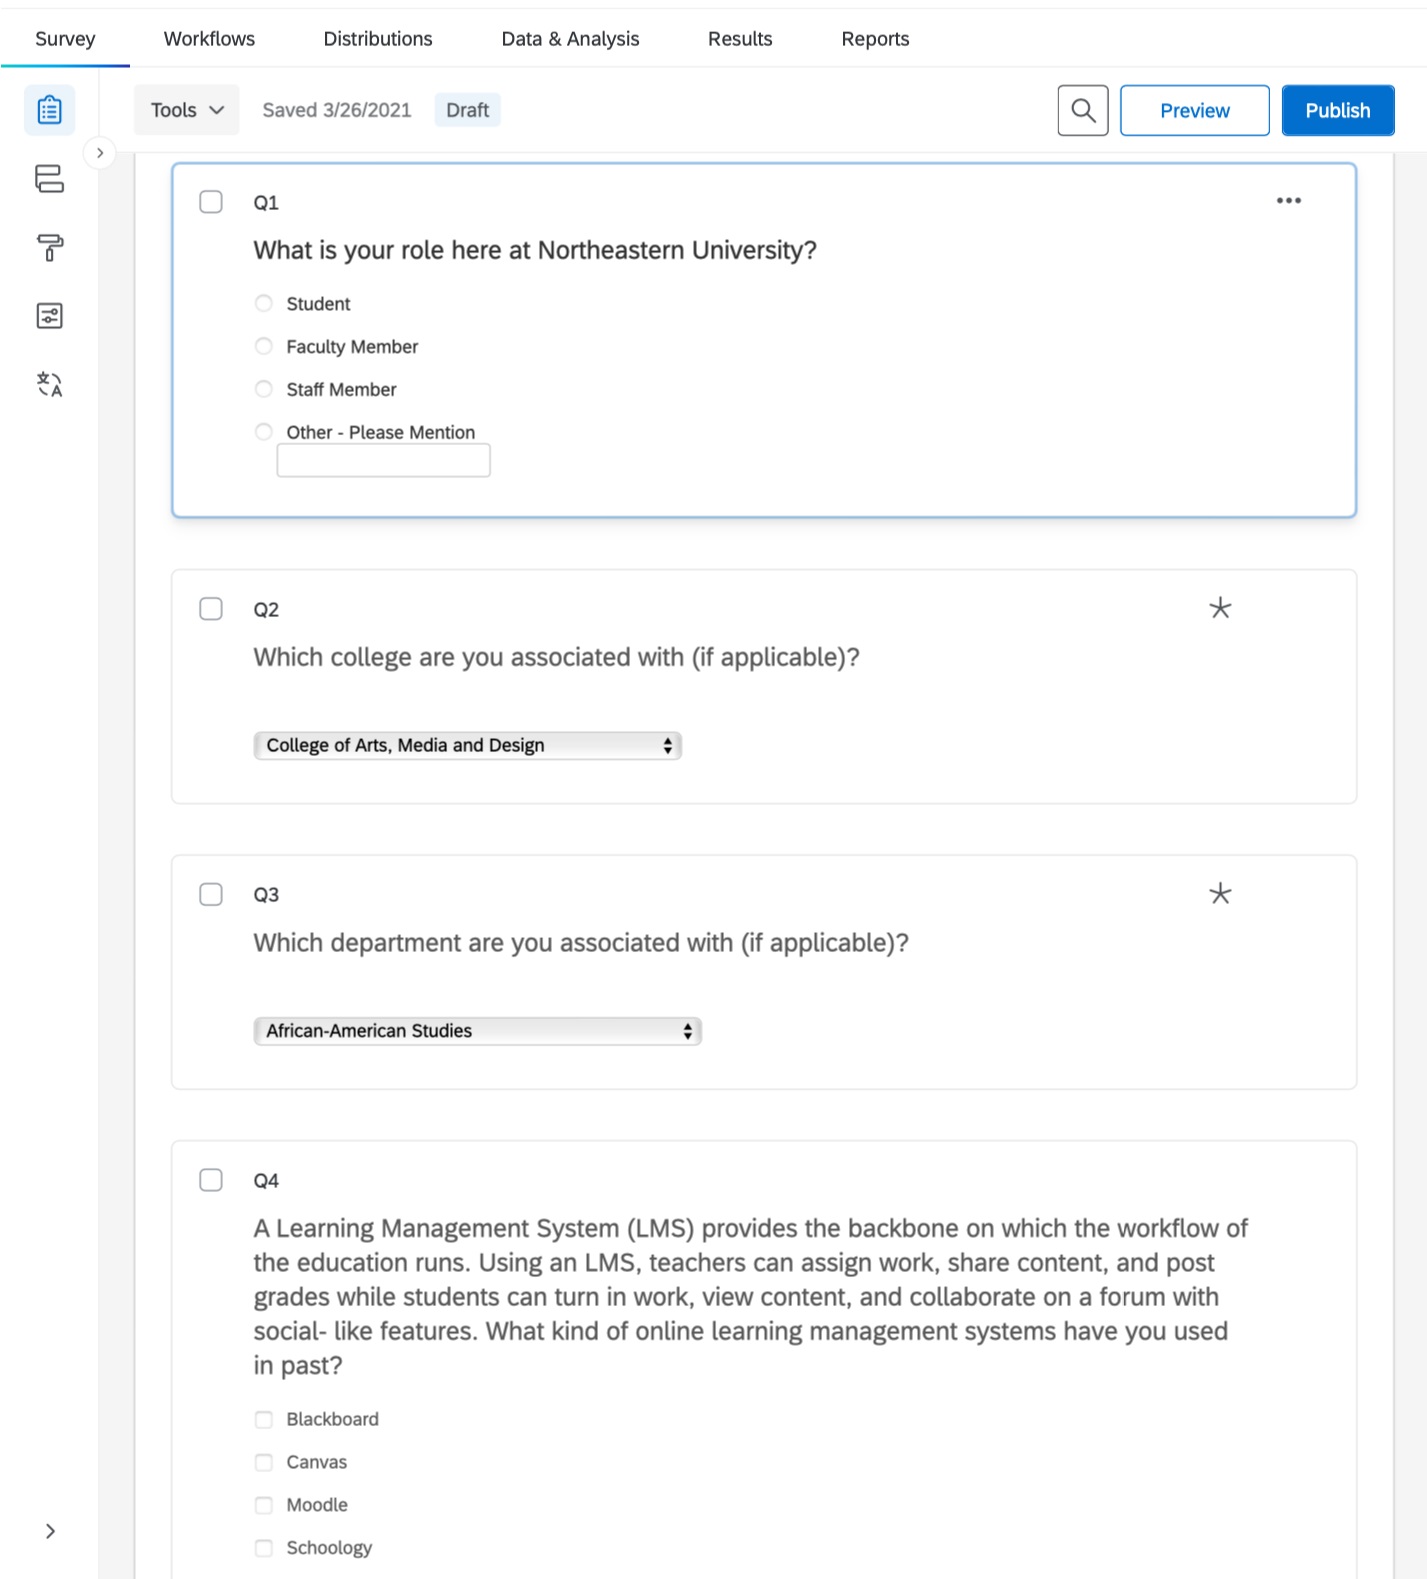 Survey Workflows Distributions Data & Analysis Results Reports
Tools Saved 3/26/2021 Draft Preview Publish
Q1
What is your role here at Northeastern University?
Student
Faculty Member
Staff Member
Other - Please Mention
Q2
Which college are you associated with (if applicable)?
College of Arts, Media and Design
Q3
Which department are you associated with (if applicable)?
African-American Studies
Q4
A Learning Management System (LMS) provides the backbone on which the workflow of
the education runs. Using an LMS, teachers can assign work, share content, and post
grades while students can turn in work, view content, and collaborate on a forum with
social- like features. What kind of online learning management systems have you used
in past?
Blackboard
Canvas
Moodle
Schoology